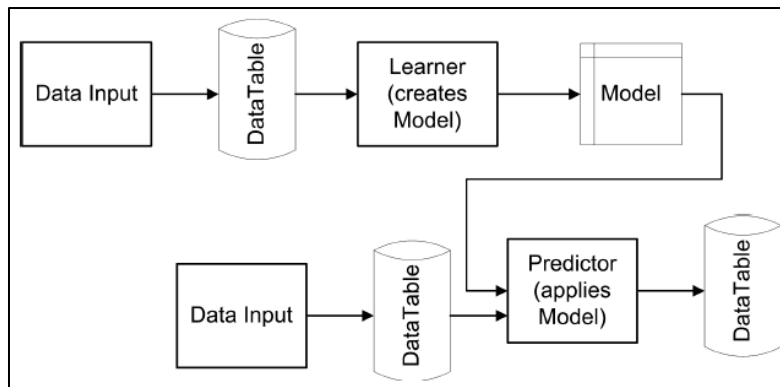 Data Input
DataTable
Learner
(creates
Model)
Model
Data Input
DataTable
Predictor
(applies
Model)
DataTable